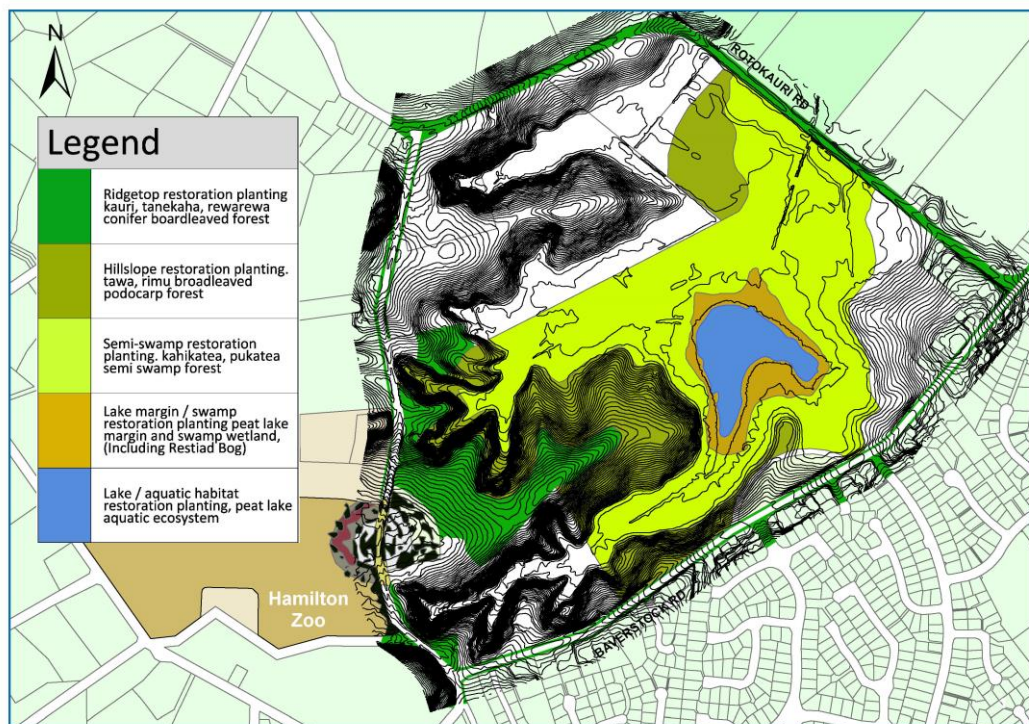 N
ROTOKAURI RD
Legend
Ridgetop restoration planting
kauri, tanekaha, rewarewa
conifer boardleaved forest
Hillslope restoration planting.
tawa, rimu broadleaved
podocarp forest
Semi-swamp restoration
planting. kahikatea, pukatea
semi swamp forest
Lake margin / swamp
restoration planting peat lake
margin and swamp wetland,
(Including Restiad Bog)
Lake / aquatic habitat
restoration planting, peat lake
aquatic ecosystem
Hamilton
Zoo
BAVERSTOCK RD